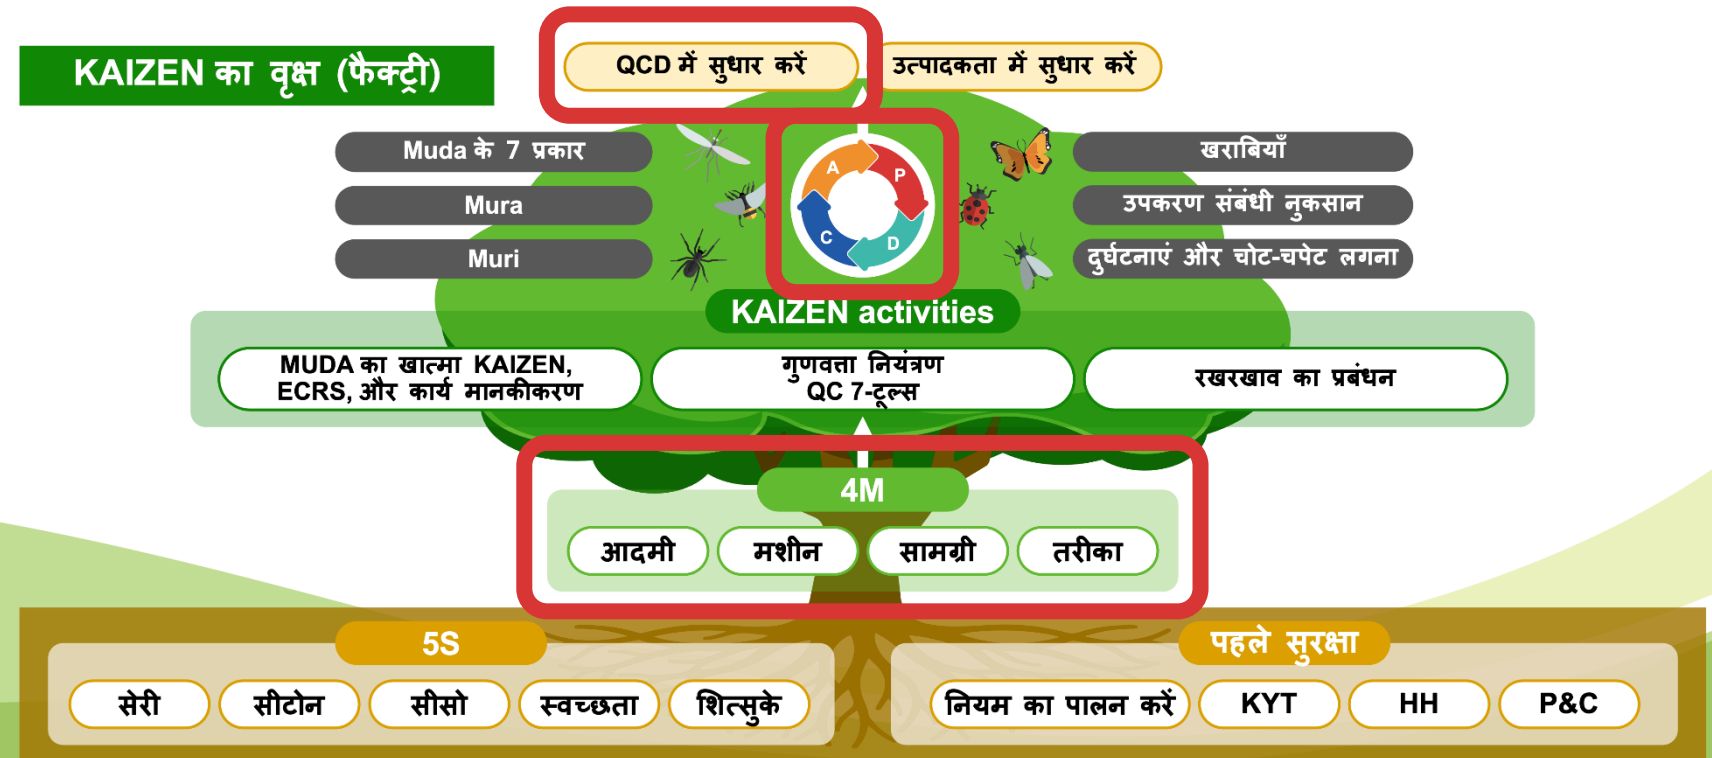 KAIZEN का वृक्ष (फैक्ट्री)
QCD में सुधार करें
उत्पादकता में सुधार करें
Muda के 7 प्रकार
Mura
Muri
A
P
C
D
खराबियाँ
उपकरण संबंधी नुकसान
दुर्घटनाएं और चोट-चपेट लगना
KAIZEN activities
MUDA का खात्मा KAIZEN,
ECRS, और कार्य मानकीकरण
गुणवत्ता नियंत्रण
QC 7-टूल्स
रखरखाव का प्रबंधन
4M
आदमी
मशीन
सामग्री
तरीका
5S
सेरी
सीटोन
सीसो
स्वच्छता
शित्सुके
पहले सुरक्षा
नियम का पालन करें
KYT
HH
P&C